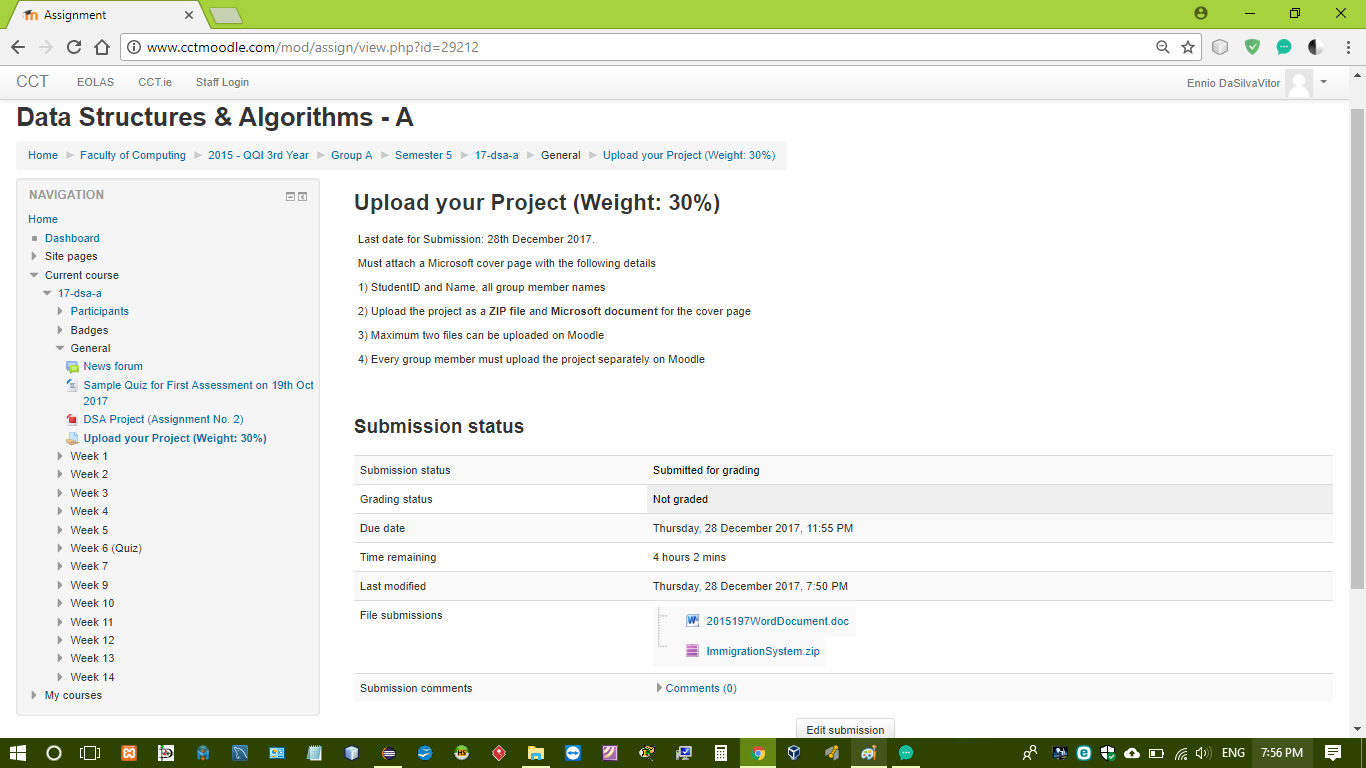 Assignment
www.cctmoodle.com/mod/assign/view.php?id=29212
CCT EOLAS CCT.ie Staff Login Ennio DaSilvaVitor
Data Structures & Algorithms - A
Home Faculty of Computing 2015 - QQI 3rd Year Group A Semester 5 17-dsa-a General Upload your Project (Weight: 30%)
NAVIGATION
Home
Dashboard
Site pages
Current course
17-dsa-a
Participants
Badges
General
News forum
Sample Quiz for First Assessment on 19th Oct
2017
DSA Project (Assignment No. 2)
Upload your Project (Weight: 30%)
Week 1
Week 2
Week 3
Week 4
Week 5
Week 6 (Quiz)
Week 7
Week 9
Week 10
Week 11
Week 12
Week 13
Week 14
My courses
Upload your Project (Weight: 30%)
Last date for Submission: 28th December 2017.
Must attach a Microsoft cover page with the following details
1) StudentID and Name, all group member names
2) Upload the project as a ZIP file and Microsoft document for the cover page
3) Maximum two files can be uploaded on Moodle
4) Every group member must upload the project separately on Moodle
Submission status
Submission status Submitted for grading
Grading status Not graded
Due date Thursday, 28 December 2017, 11:55 PM
Time remaining 4 hours 2 mins
Last modified Thursday, 28 December 2017, 7:50 PM
File submissions
2015197WordDocument.doc
ImmigrationSystem.zip
Submission comments Comments (0)
Edit submission
ENG 7:56 PM